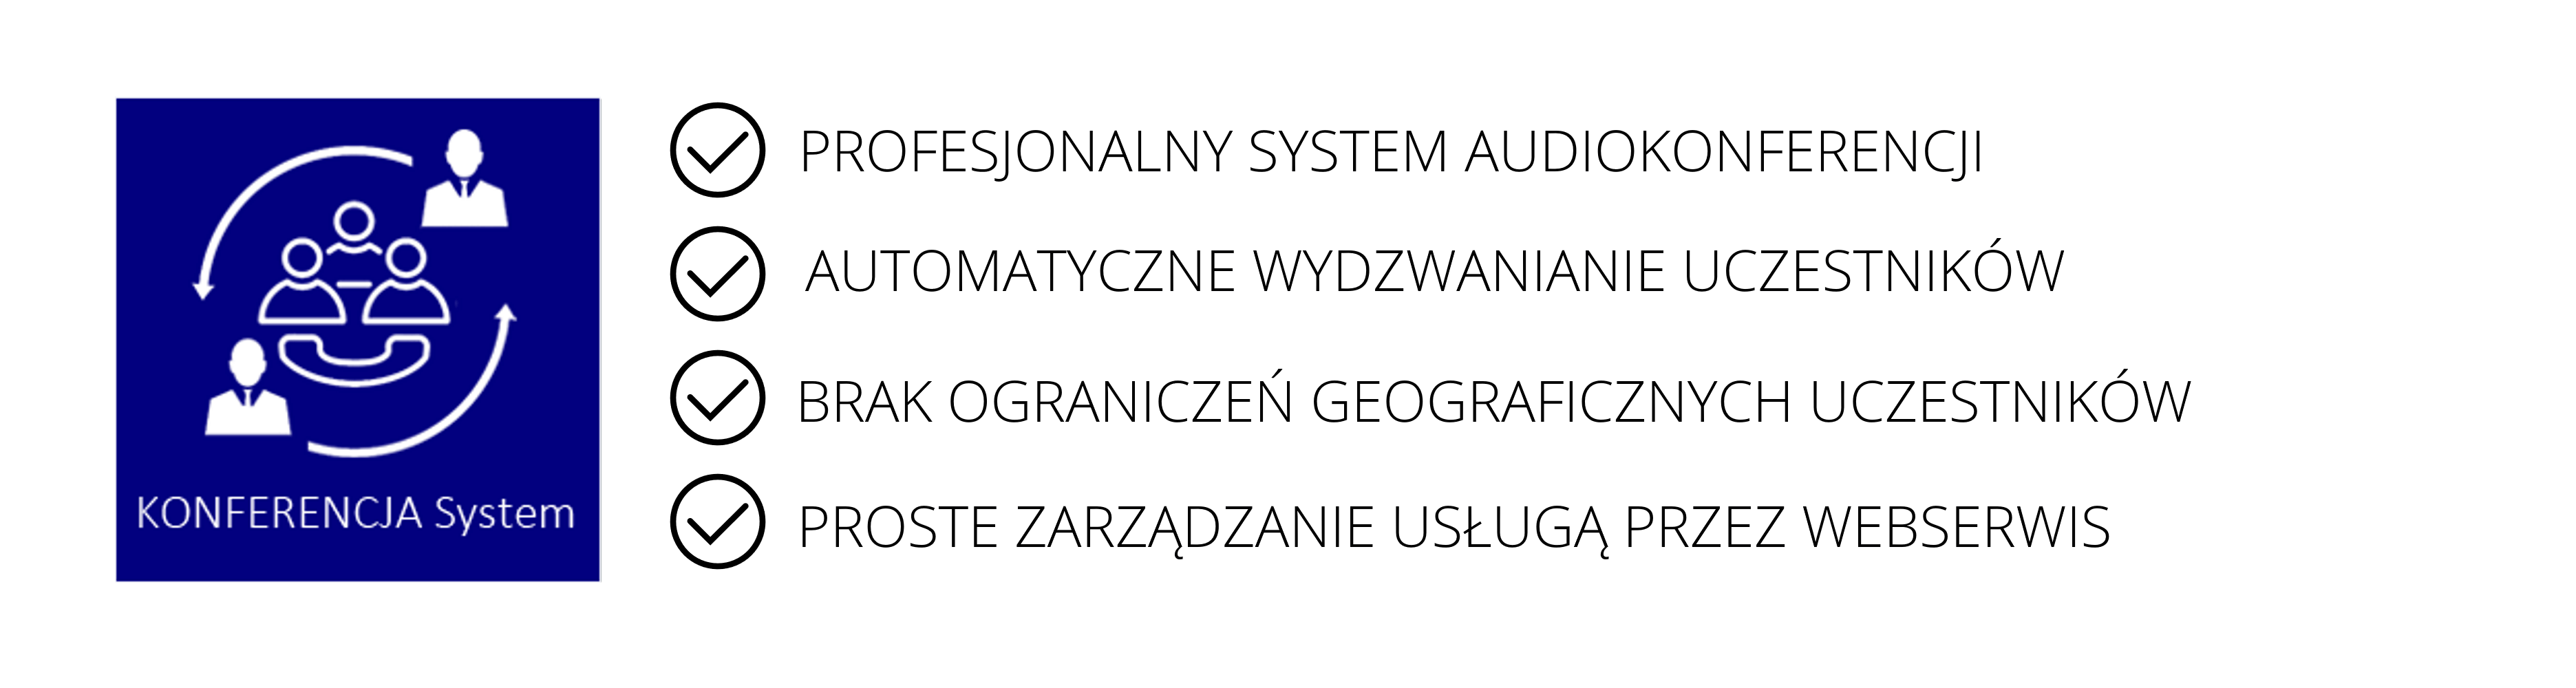 PROFESJONALNY SYSTEM AUDIOKONFERENCJI
AUTOMATYCZNE WYDZWANIANIE UCZESTNIKÓW
BRAK OGRANICZEŃ GEOGRAFICZNYCH UCZESTNIKÓW
PROSTE ZARZĄDZANIE USŁUGĄ PRZEZ WEBSERWIS
KONFERENCJA System